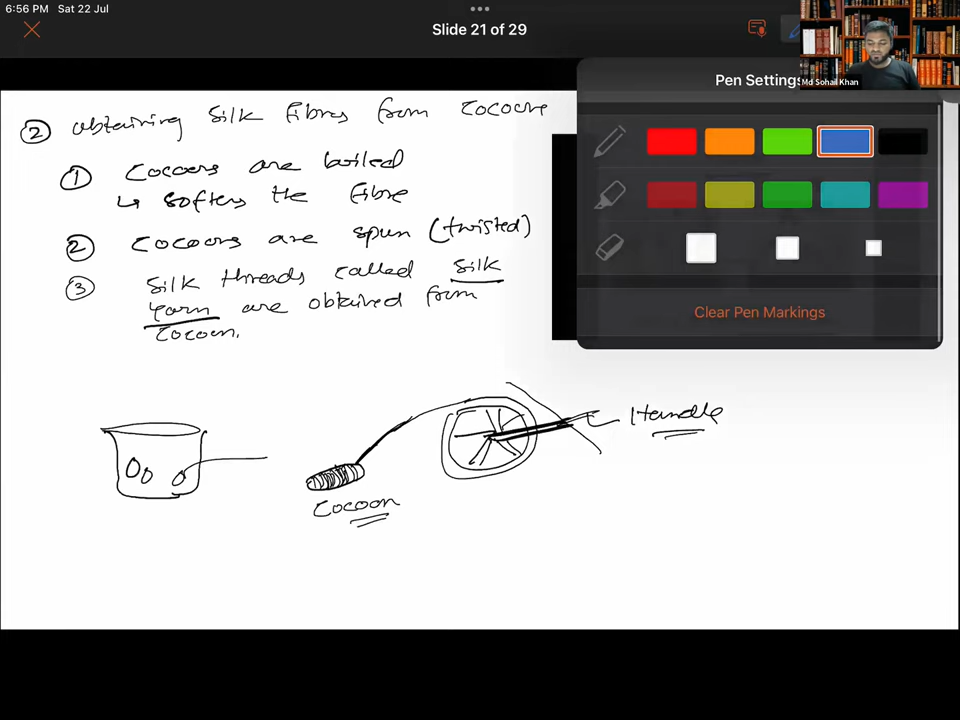 6:56 PM Sat 22 Jul
Slide 21 of 29
Pen Settings
Md Sohail Khan
② obtaining silk fibres from cocoon
① Cocoons are boiled
↳ softens the fibre
② Cocoons are spun (twisted)
③ Silk threads called silk
yarn are obtained from
cocoon.
Clear Pen Markings
Handle
Cocoon